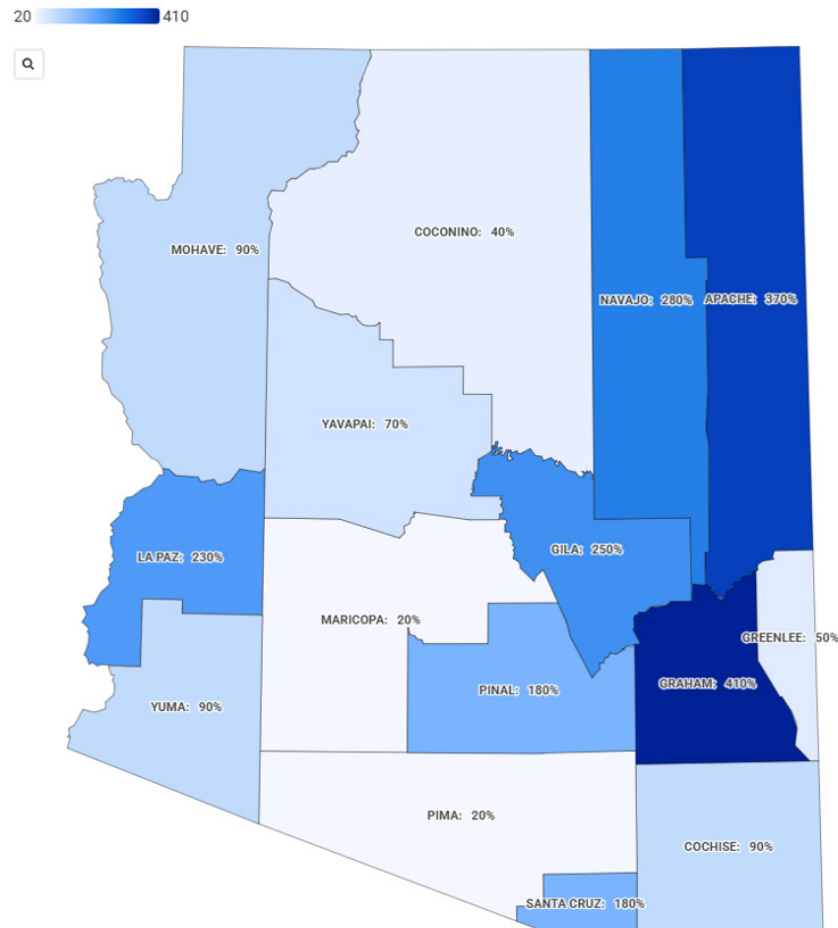 20 410
MOHAVE: 90%
COCONINO: 40%
NAVAJO: 280%
APACHE: 370%
YAVAPAI: 70%
LA PAZ: 230%
GILA: 250%
MARICOPA: 20%
GREENLEE: 50%
GRAHAM: 410%
PINAL: 180%
YUMA: 90%
PIMA: 20%
COCHISE: 90%
SANTA CRUZ: 180%